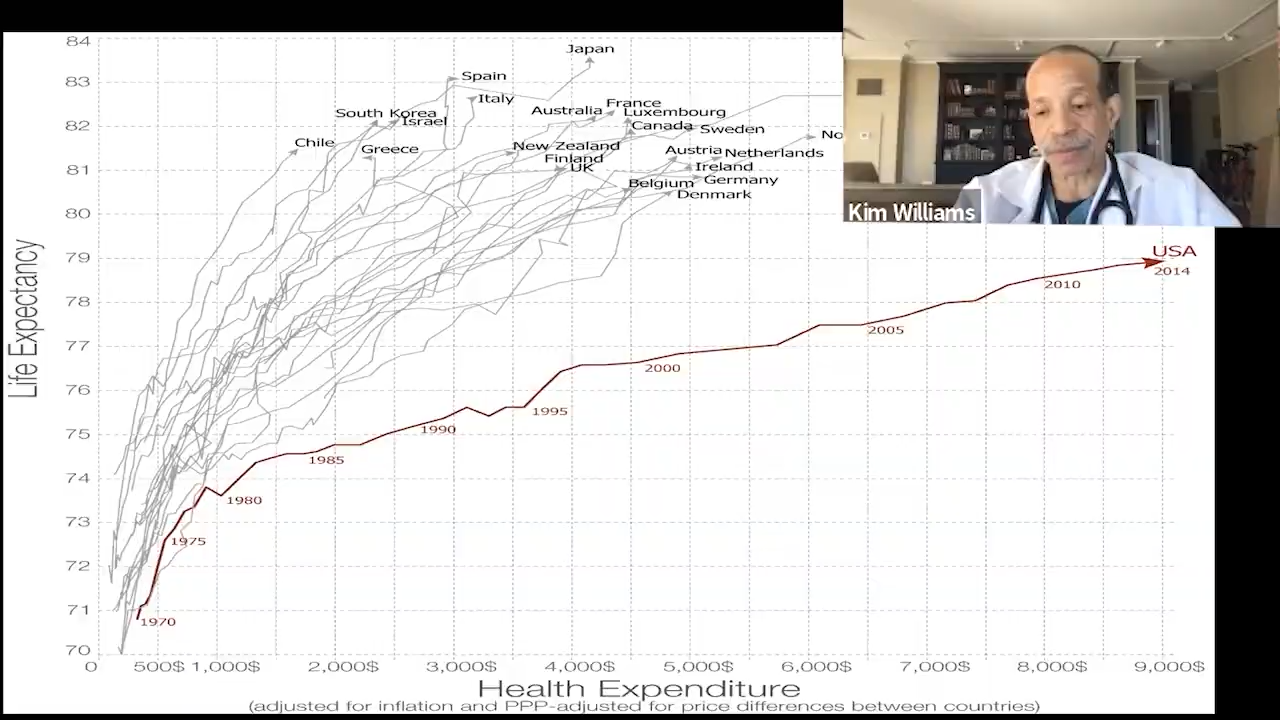 84
Japan
83
Spain
Italy
France
Australia
South Korea
Luxembourg
Israel
Canada
82
Sweden
No
Chile
Greece
New Zealand
Austria
Netherlands
Finland
81
UK
Ireland
Belgium
Germany
Denmark
Kim Williams
80
79
USA
2014
2010
78
2005
77
2000
76
1995
75
1990
1985
74
1980
73
1975
72
71
1970
70
Life Expectancy
0
500$
1,000$
2,000$
3,000$
4,000$
5,000$
6,000$
7,000$
8,000$
9,000$
Health Expenditure
(adjusted for inflation and PPP-adjusted for price differences between countries)